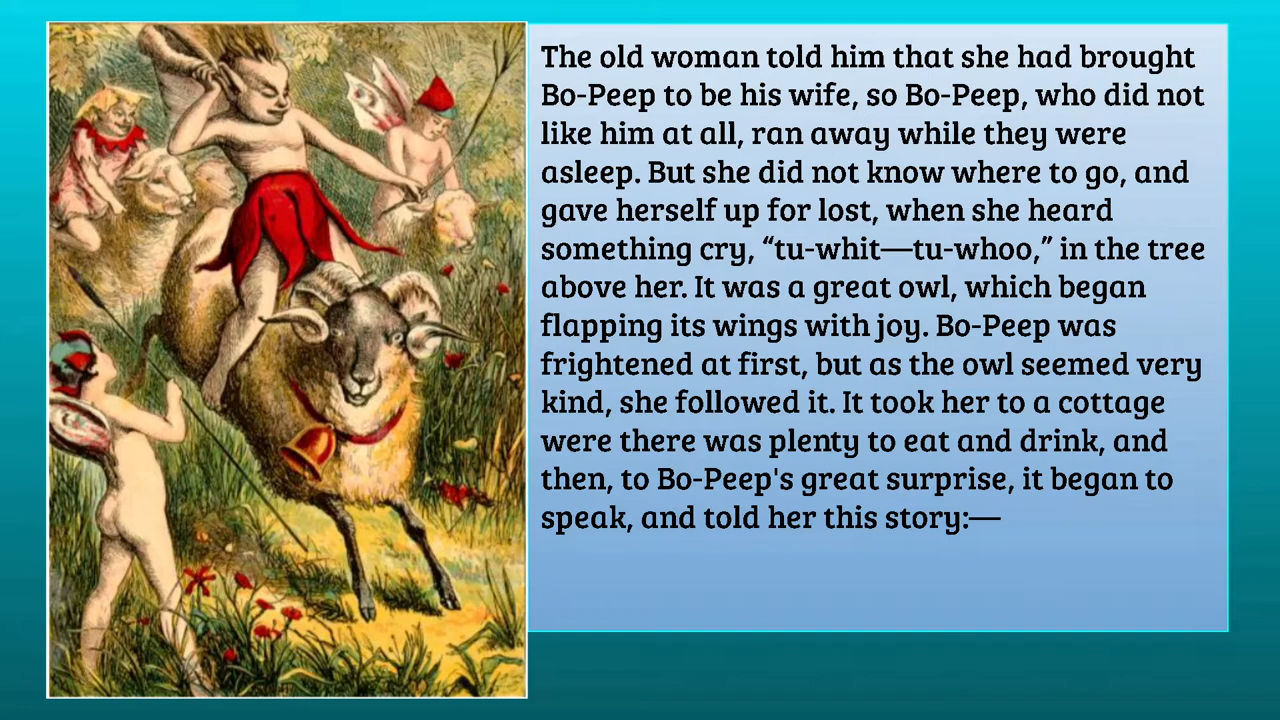 The old woman told him that she had brought
Bo-Peep to be his wife, so Bo-Peep, who did not
like him at all, ran away while they were
asleep. But she did not know where to go, and
gave herself up for lost, when she heard
something cry, “tu-whit—tu-whoo,” in the tree
above her. It was a great owl, which began
flapping its wings with joy. Bo-Peep was
frightened at first, but as the owl seemed very
kind, she followed it. It took her to a cottage
were there was plenty to eat and drink, and
then, to Bo-Peep's great surprise, it began to
speak, and told her this story:—